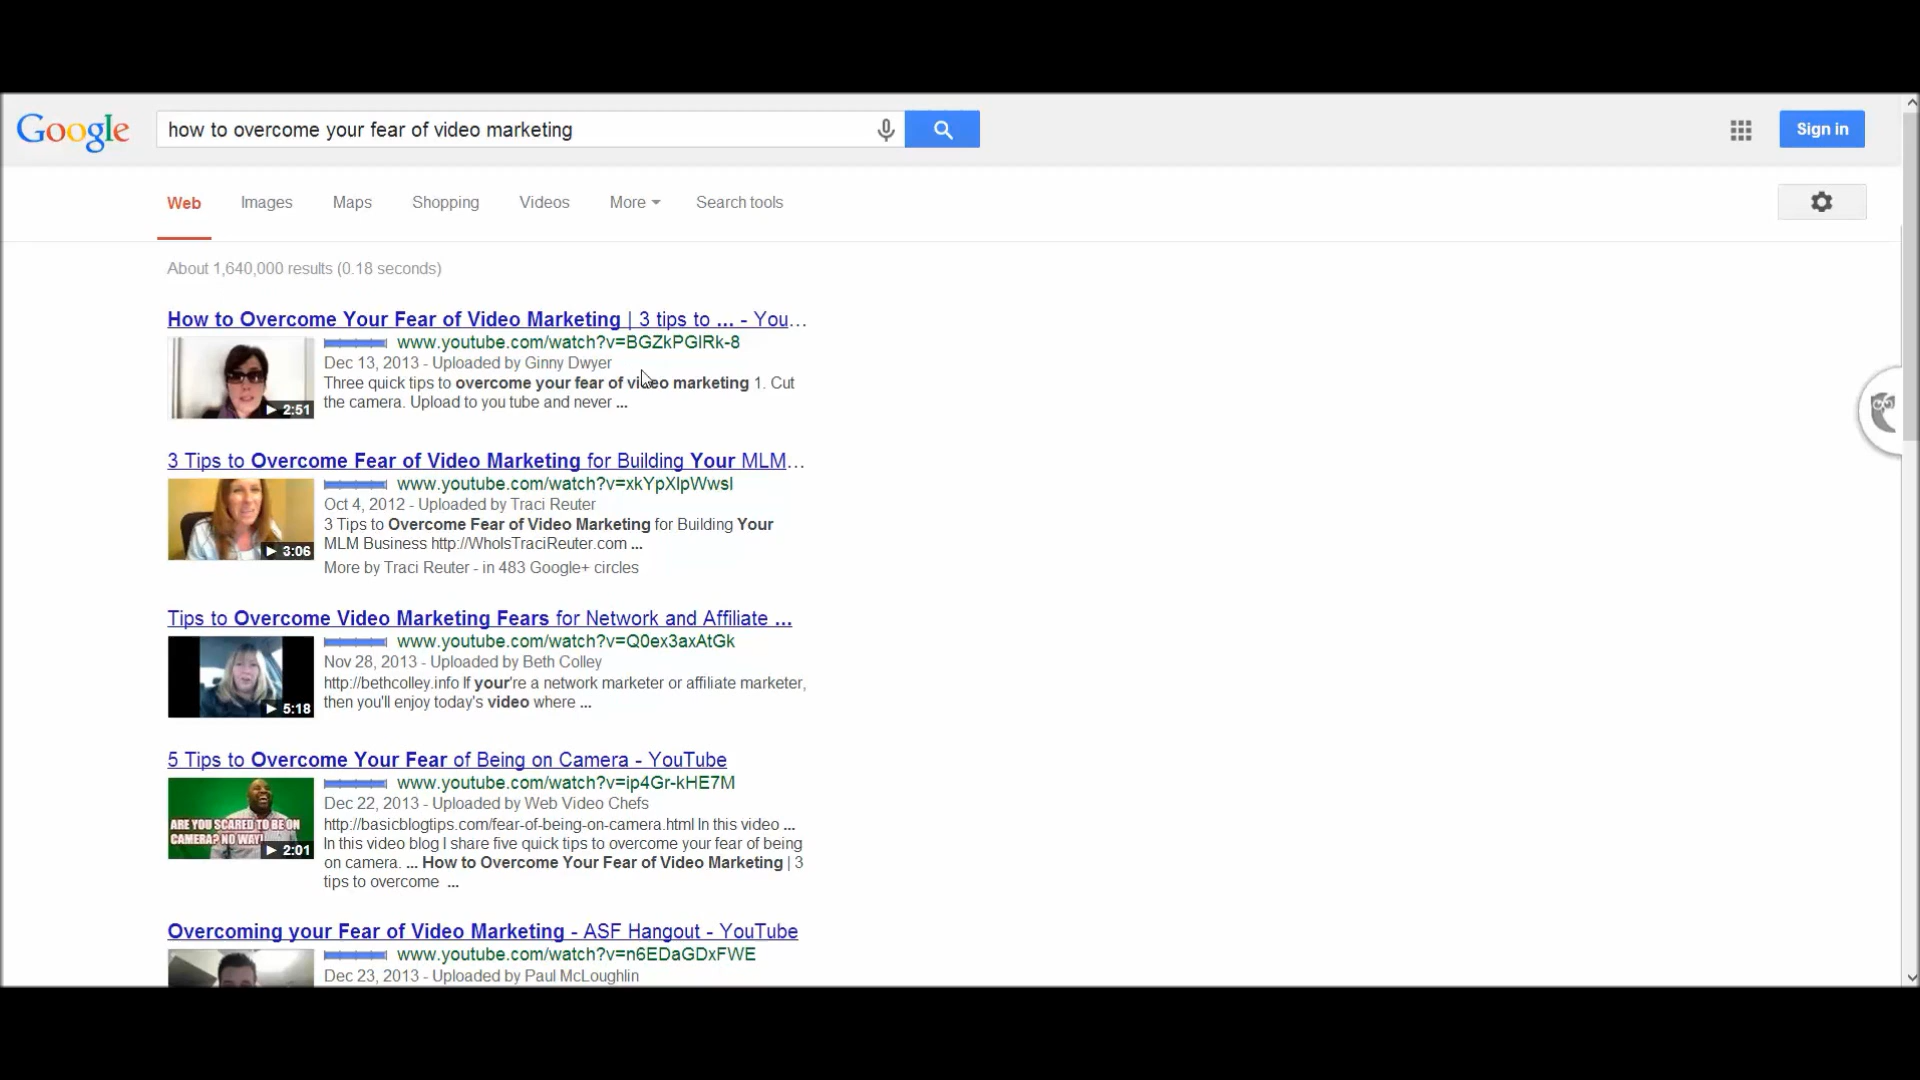 Google
how to overcome your fear of video marketing
Sign in
Web Images Maps Shopping Videos More Search tools
About 1,640,000 results (0.18 seconds)
How to Overcome Your Fear of Video Marketing | 3 tips to ... - You...
www.youtube.com/watch?v=BGZkPGlRk-8
Dec 13, 2013 - Uploaded by Ginny Dwyer
Three quick tips to overcome your fear of video marketing 1. Cut
the camera. Upload to you tube and never ...
2:51
3 Tips to Overcome Fear of Video Marketing for Building Your MLM...
www.youtube.com/watch?v=xkYpXlpWwsI
Oct 4, 2012 - Uploaded by Traci Reuter
3 Tips to Overcome Fear of Video Marketing for Building Your
MLM Business http://WhoIsTraciReuter.com ...
3:06
More by Traci Reuter - in 483 Google+ circles
Tips to Overcome Video Marketing Fears for Network and Affiliate ...
www.youtube.com/watch?v=Q0ex3axAtGk
Nov 28, 2013 - Uploaded by Beth Colley
http://bethcolley.info If your're a network marketer or affiliate marketer,
then you'll enjoy today's video where ...
5:18
5 Tips to Overcome Your Fear of Being on Camera - YouTube
www.youtube.com/watch?v=ip4Gr-kHE7M
Dec 22, 2013 - Uploaded by Web Video Chefs
http://basicblogtips.com/fear-of-being-on-camera.html In this video ...
In this video blog I share five quick tips to overcome your fear of being
on camera. ... How to Overcome Your Fear of Video Marketing | 3
tips to overcome ...
ARE YOU SCARED TO BE ON
CAMERA? NO WAY!
2:01
Overcoming your Fear of Video Marketing - ASF Hangout - YouTube
www.youtube.com/watch?v=n6EDaGDxFWE
Dec 23, 2013 - Uploaded by Paul McLoughlin